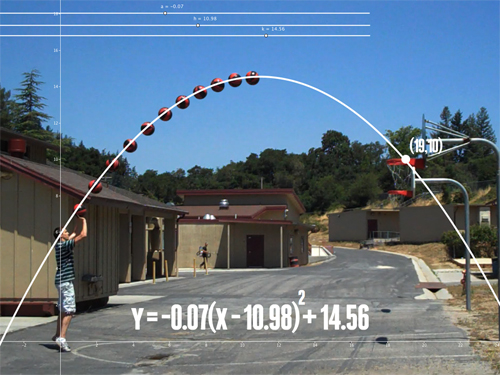 a = -0.07
h = 10.98
k = 14.56
(19,10)
Y = -0.07(X - 10.98)² + 14.56